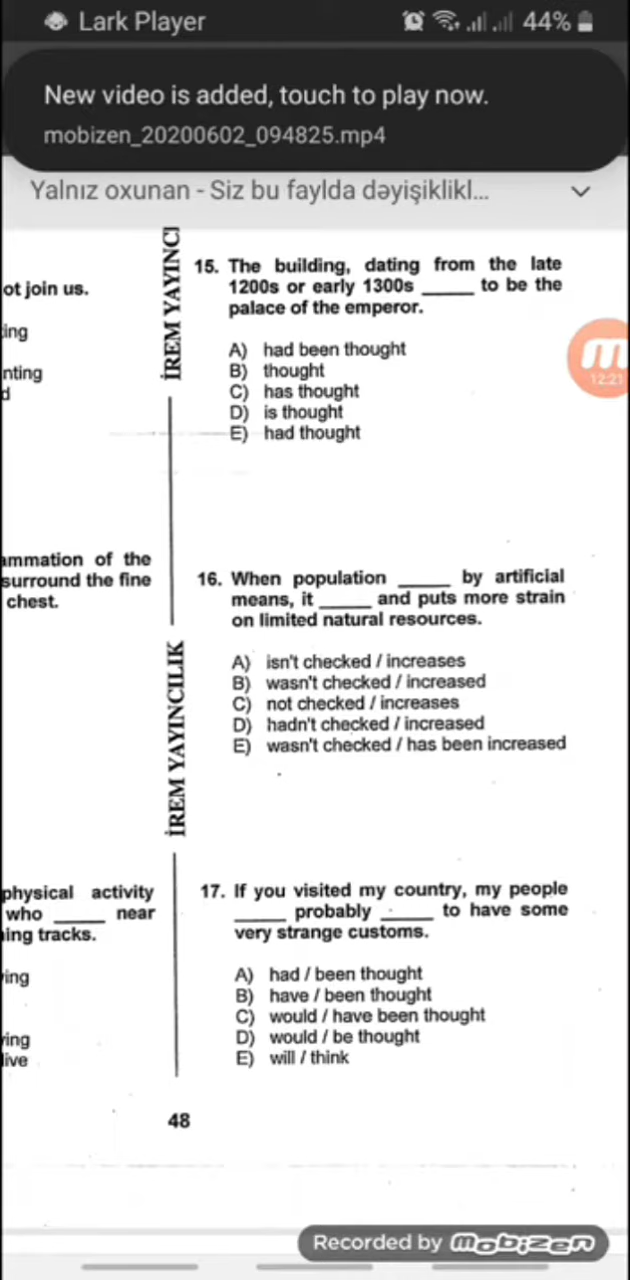 Lark Player
44%
New video is added, touch to play now.
mobizen_20200602_094825.mp4
Yalnız oxunan - Siz bu faylda dəyişiklikl...
ot join us.
ing
nting
d
ammation of the
surround the fine
chest.
physical activity
who _____ near
ing tracks.
ing
ying
live
İREM YAYINCI
İREM YAYINCILIK
15. The building, dating from the late
1200s or early 1300s _____ to be the
palace of the emperor.
A) had been thought
B) thought
C) has thought
D) is thought
E) had thought
12:21
16. When population _____ by artificial
means, it _____ and puts more strain
on limited natural resources.
A) isn't checked / increases
B) wasn't checked / increased
C) not checked / increases
D) hadn't checked / increased
E) wasn't checked / has been increased
17. If you visited my country, my people
_____ probably _____ to have some
very strange customs.
A) had / been thought
B) have / been thought
C) would / have been thought
D) would / be thought
E) will / think
48
Recorded by mobizen